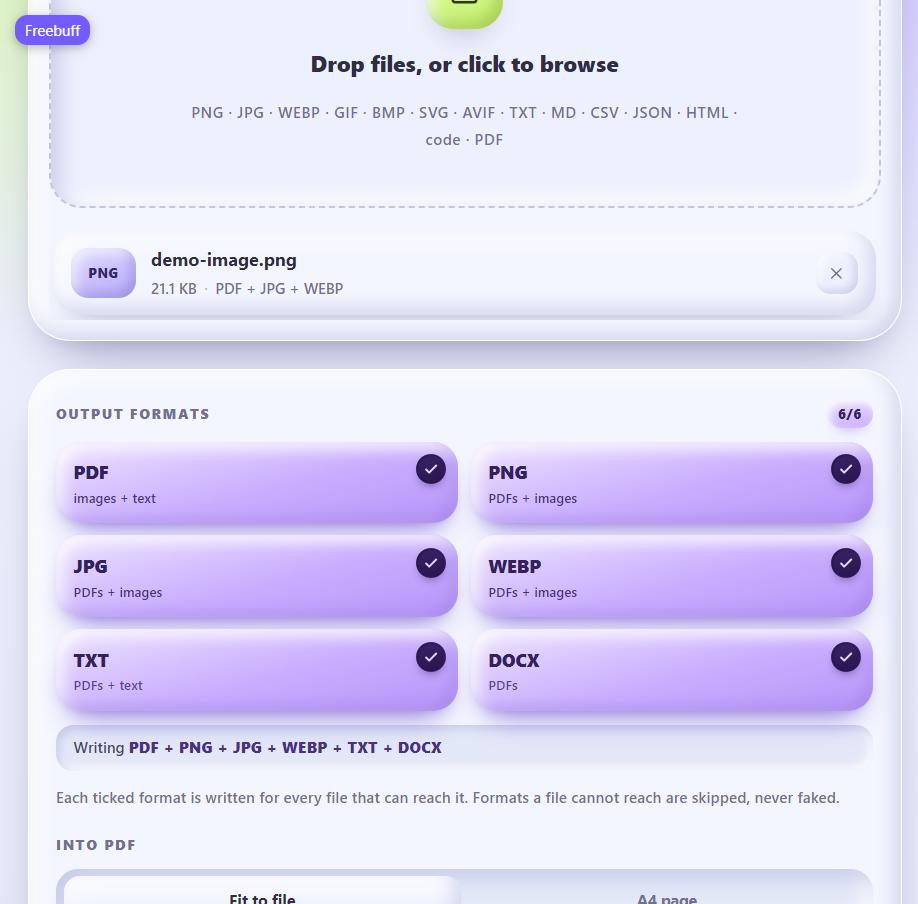 Freebuff
Drop files, or click to browse
PNG · JPG · WEBP · GIF · BMP · SVG · AVIF · TXT · MD · CSV · JSON · HTML ·
code · PDF
PNG
demo-image.png
21.1 KB · PDF + JPG + WEBP
OUTPUT FORMATS
6/6
PDF
images + text
PNG
PDFs + images
JPG
PDFs + images
WEBP
PDFs + images
TXT
PDFs + text
DOCX
PDFs
Writing PDF + PNG + JPG + WEBP + TXT + DOCX
Each ticked format is written for every file that can reach it. Formats a file cannot reach are skipped, never faked.
INTO PDF
Fit to file
A4 page